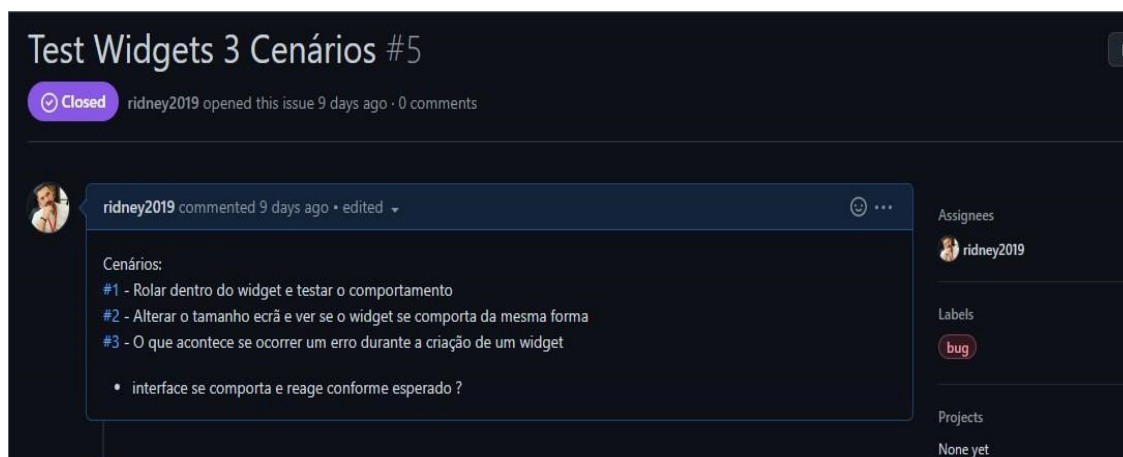 Test Widgets 3 Cenários #5
Closed ridney2019 opened this issue 9 days ago · 0 comments
ridney2019 commented 9 days ago • edited
Cenários:
#1 - Rolar dentro do widget e testar o comportamento
#2 - Alterar o tamanho ecrã e ver se o widget se comporta da mesma forma
#3 - O que acontece se ocorrer um erro durante a criação de um widget
• interface se comporta e reage conforme esperado ?
Assignees
ridney2019
Labels
bug
Projects
None yet